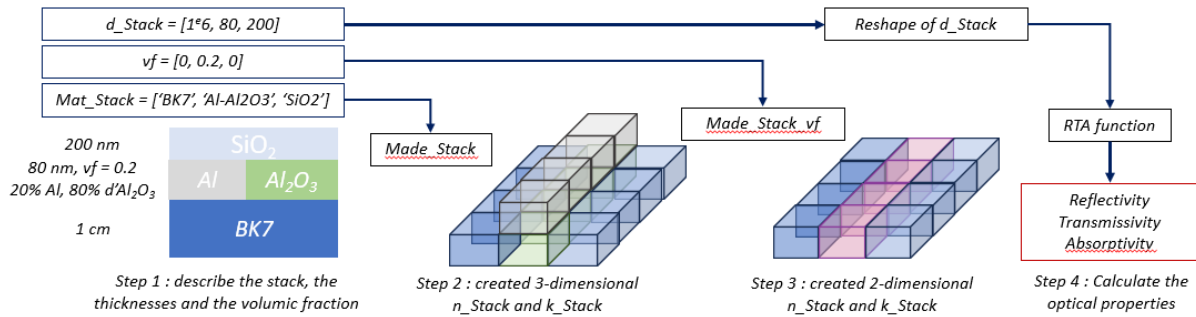 d_Stack = [1ᵉ6, 80, 200]
vf = [0, 0.2, 0]
Mat_Stack = ['BK7', 'Al-Al2O3', 'SiO2']
200 nm
SiO₂
80 nm, vf = 0.2
20% Al, 80% d'Al₂O₃
Al
Al₂O₃
1 cm
BK7
Step 1 : describe the stack, the
thicknesses and the volumic fraction
Made_Stack
Step 2 : created 3-dimensional
n_Stack and k_Stack
Made_Stack_vf
Step 3 : created 2-dimensional
n_Stack and k_Stack
Reshape of d_Stack
RTA function
Reflectivity
Transmissivity
Absorptivity
Step 4 : Calculate the
optical properties